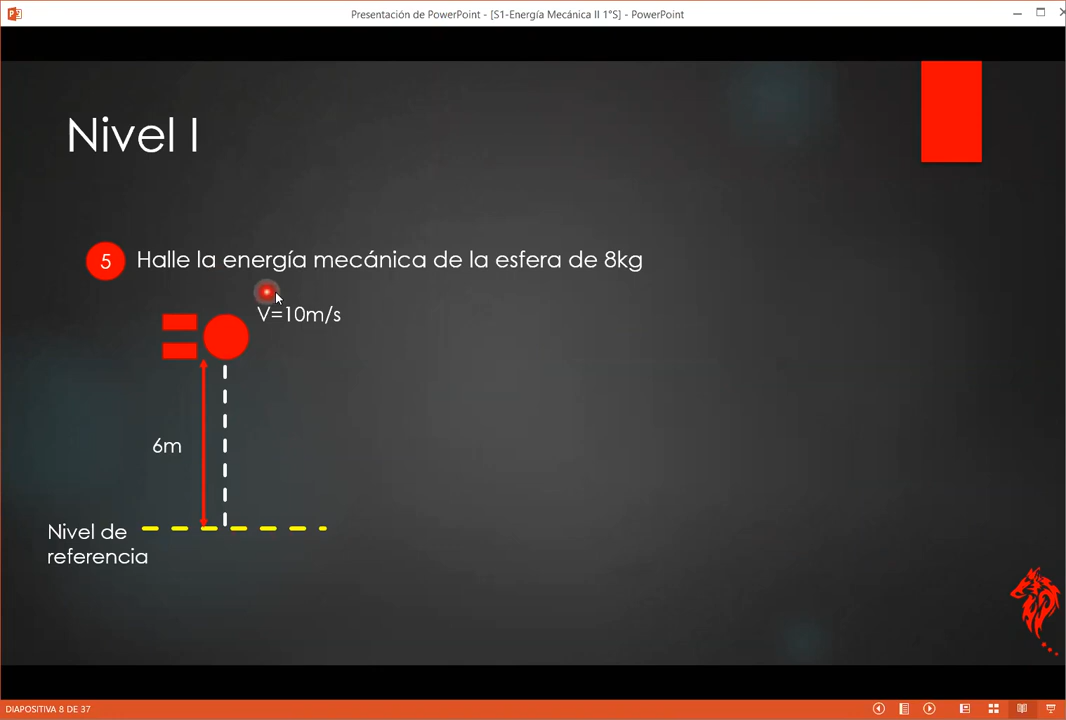 Presentación de PowerPoint - [S1-Energía Mecánica II 1°S] - PowerPoint
Nivel I
5 Halle la energía mecánica de la esfera de 8kg
V=10m/s
6m
Nivel de
referencia
DIAPOSITIVA 8 DE 37